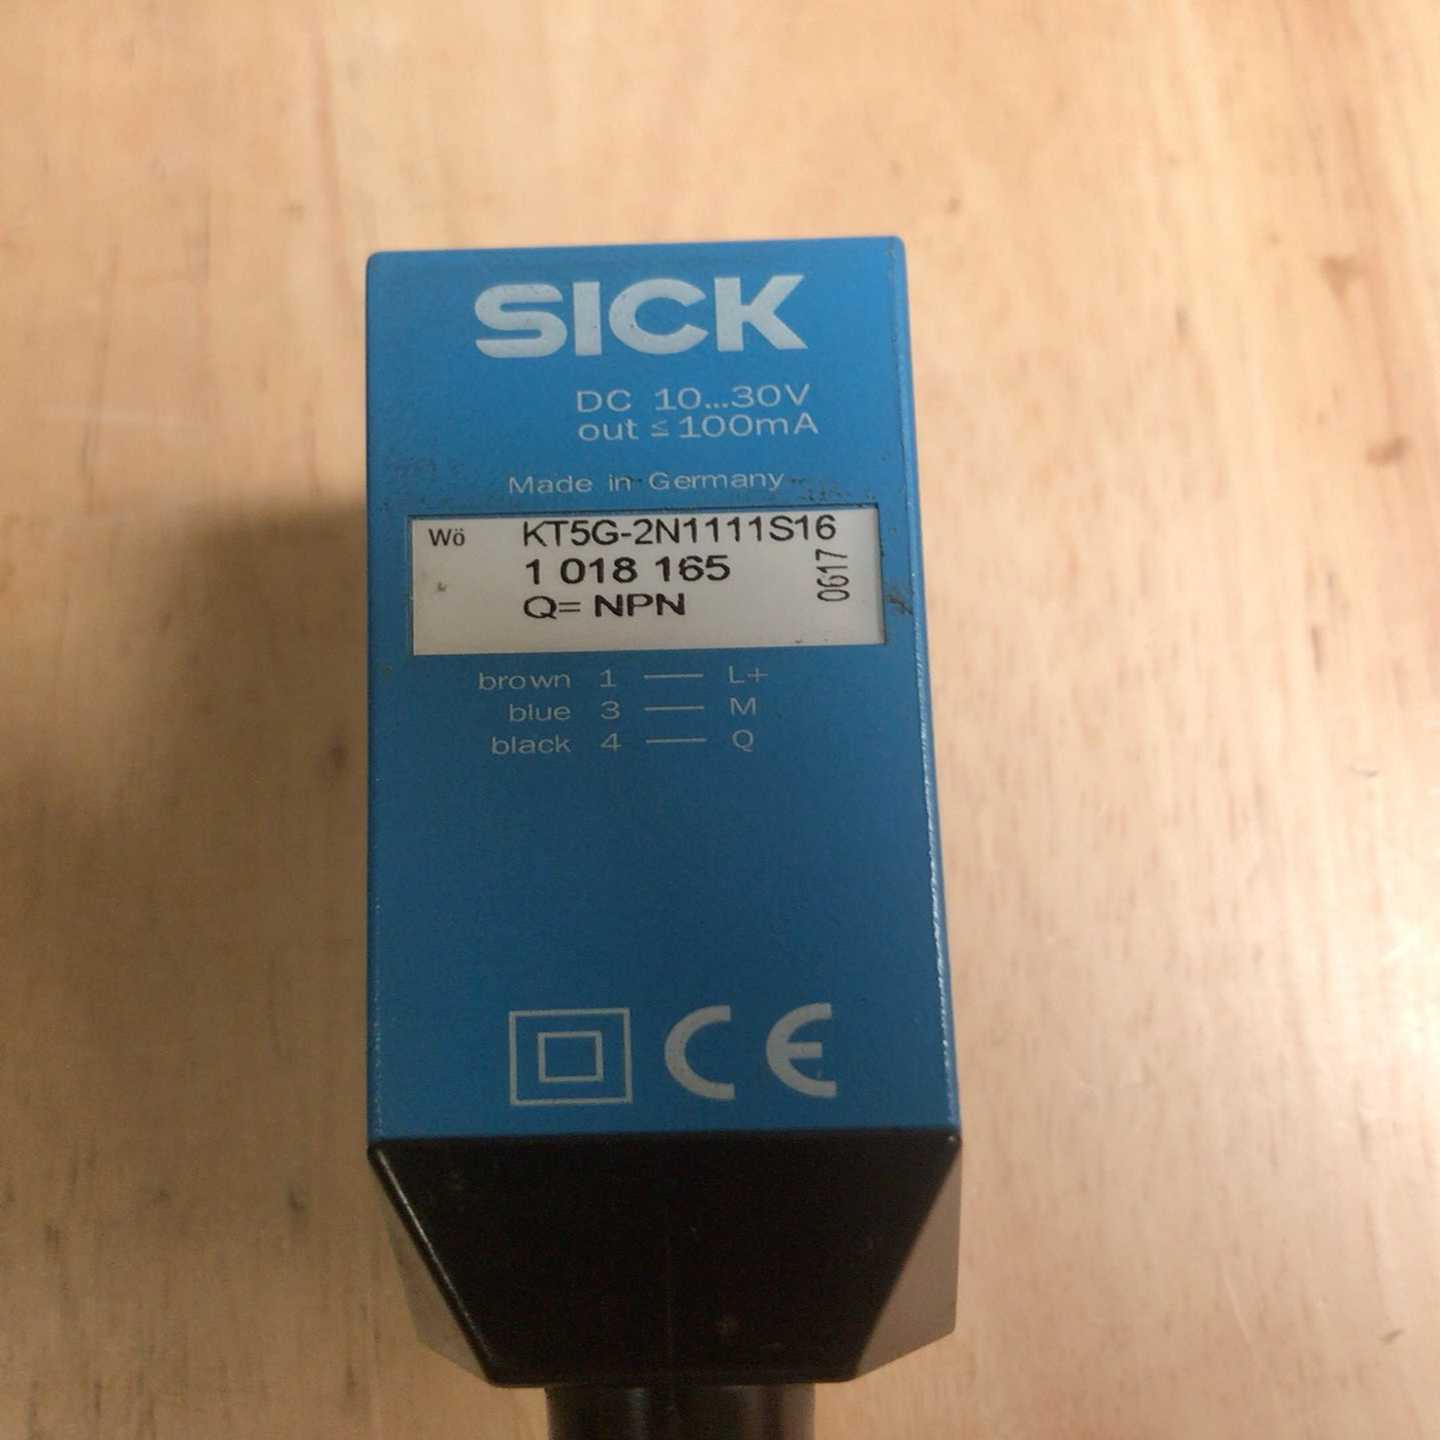 SICK
DC 10...30V
out ≤ 100mA
Made in Germany
Wö KT5G-2N1111S16
1 018 165
Q= NPN
0617
brown 1 — L+
blue 3 — M
black 4 — Q
CE